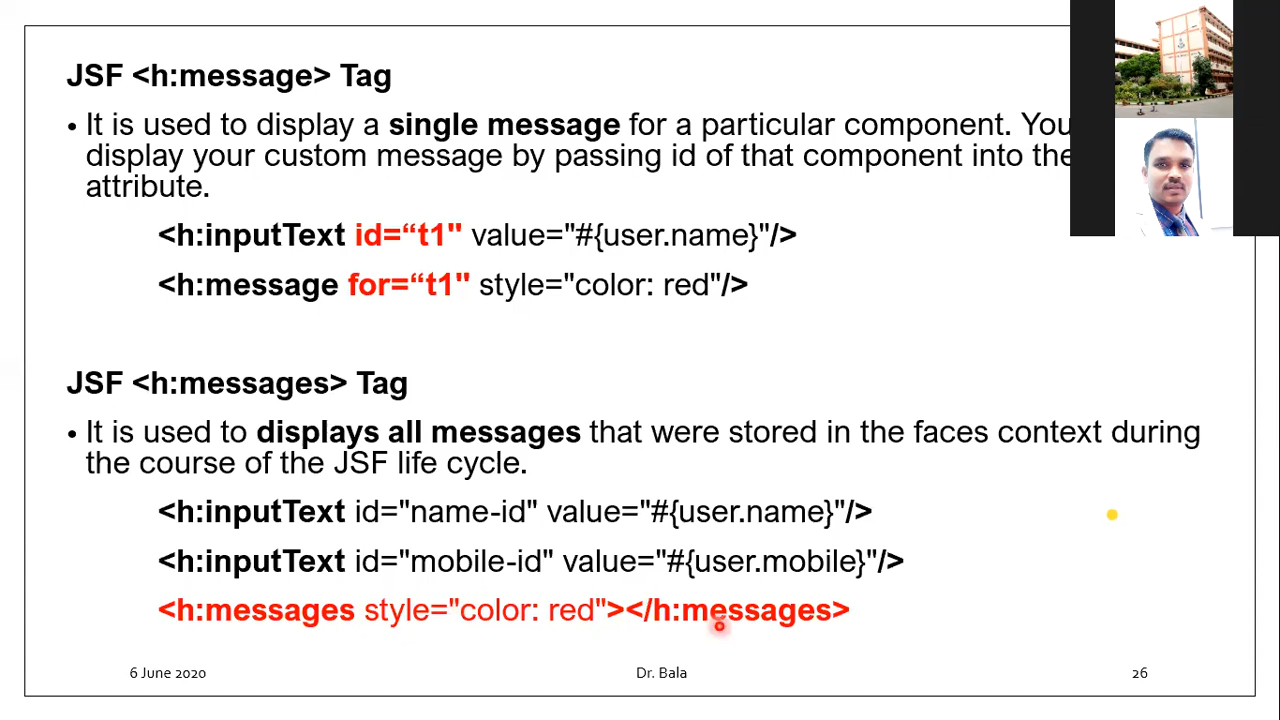 JSF <h:message> Tag
• It is used to display a single message for a particular component. You
display your custom message by passing id of that component into the
attribute.
<h:inputText id=“t1" value="#{user.name}"/>
<h:message for=“t1" style="color: red"/>
JSF <h:messages> Tag
• It is used to displays all messages that were stored in the faces context during
the course of the JSF life cycle.
<h:inputText id="name-id" value="#{user.name}"/>
<h:inputText id="mobile-id" value="#{user.mobile}"/>
<h:messages style="color: red"></h:messages>
6 June 2020 Dr. Bala 26